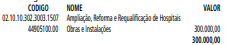 CÓDIGO NOME VALOR
02.10.10.302.3003.1507 Ampliação, Reforma e Requalificação de Hospitais
44905100.00 Obras e Instalações 300.000,00
300.000,00